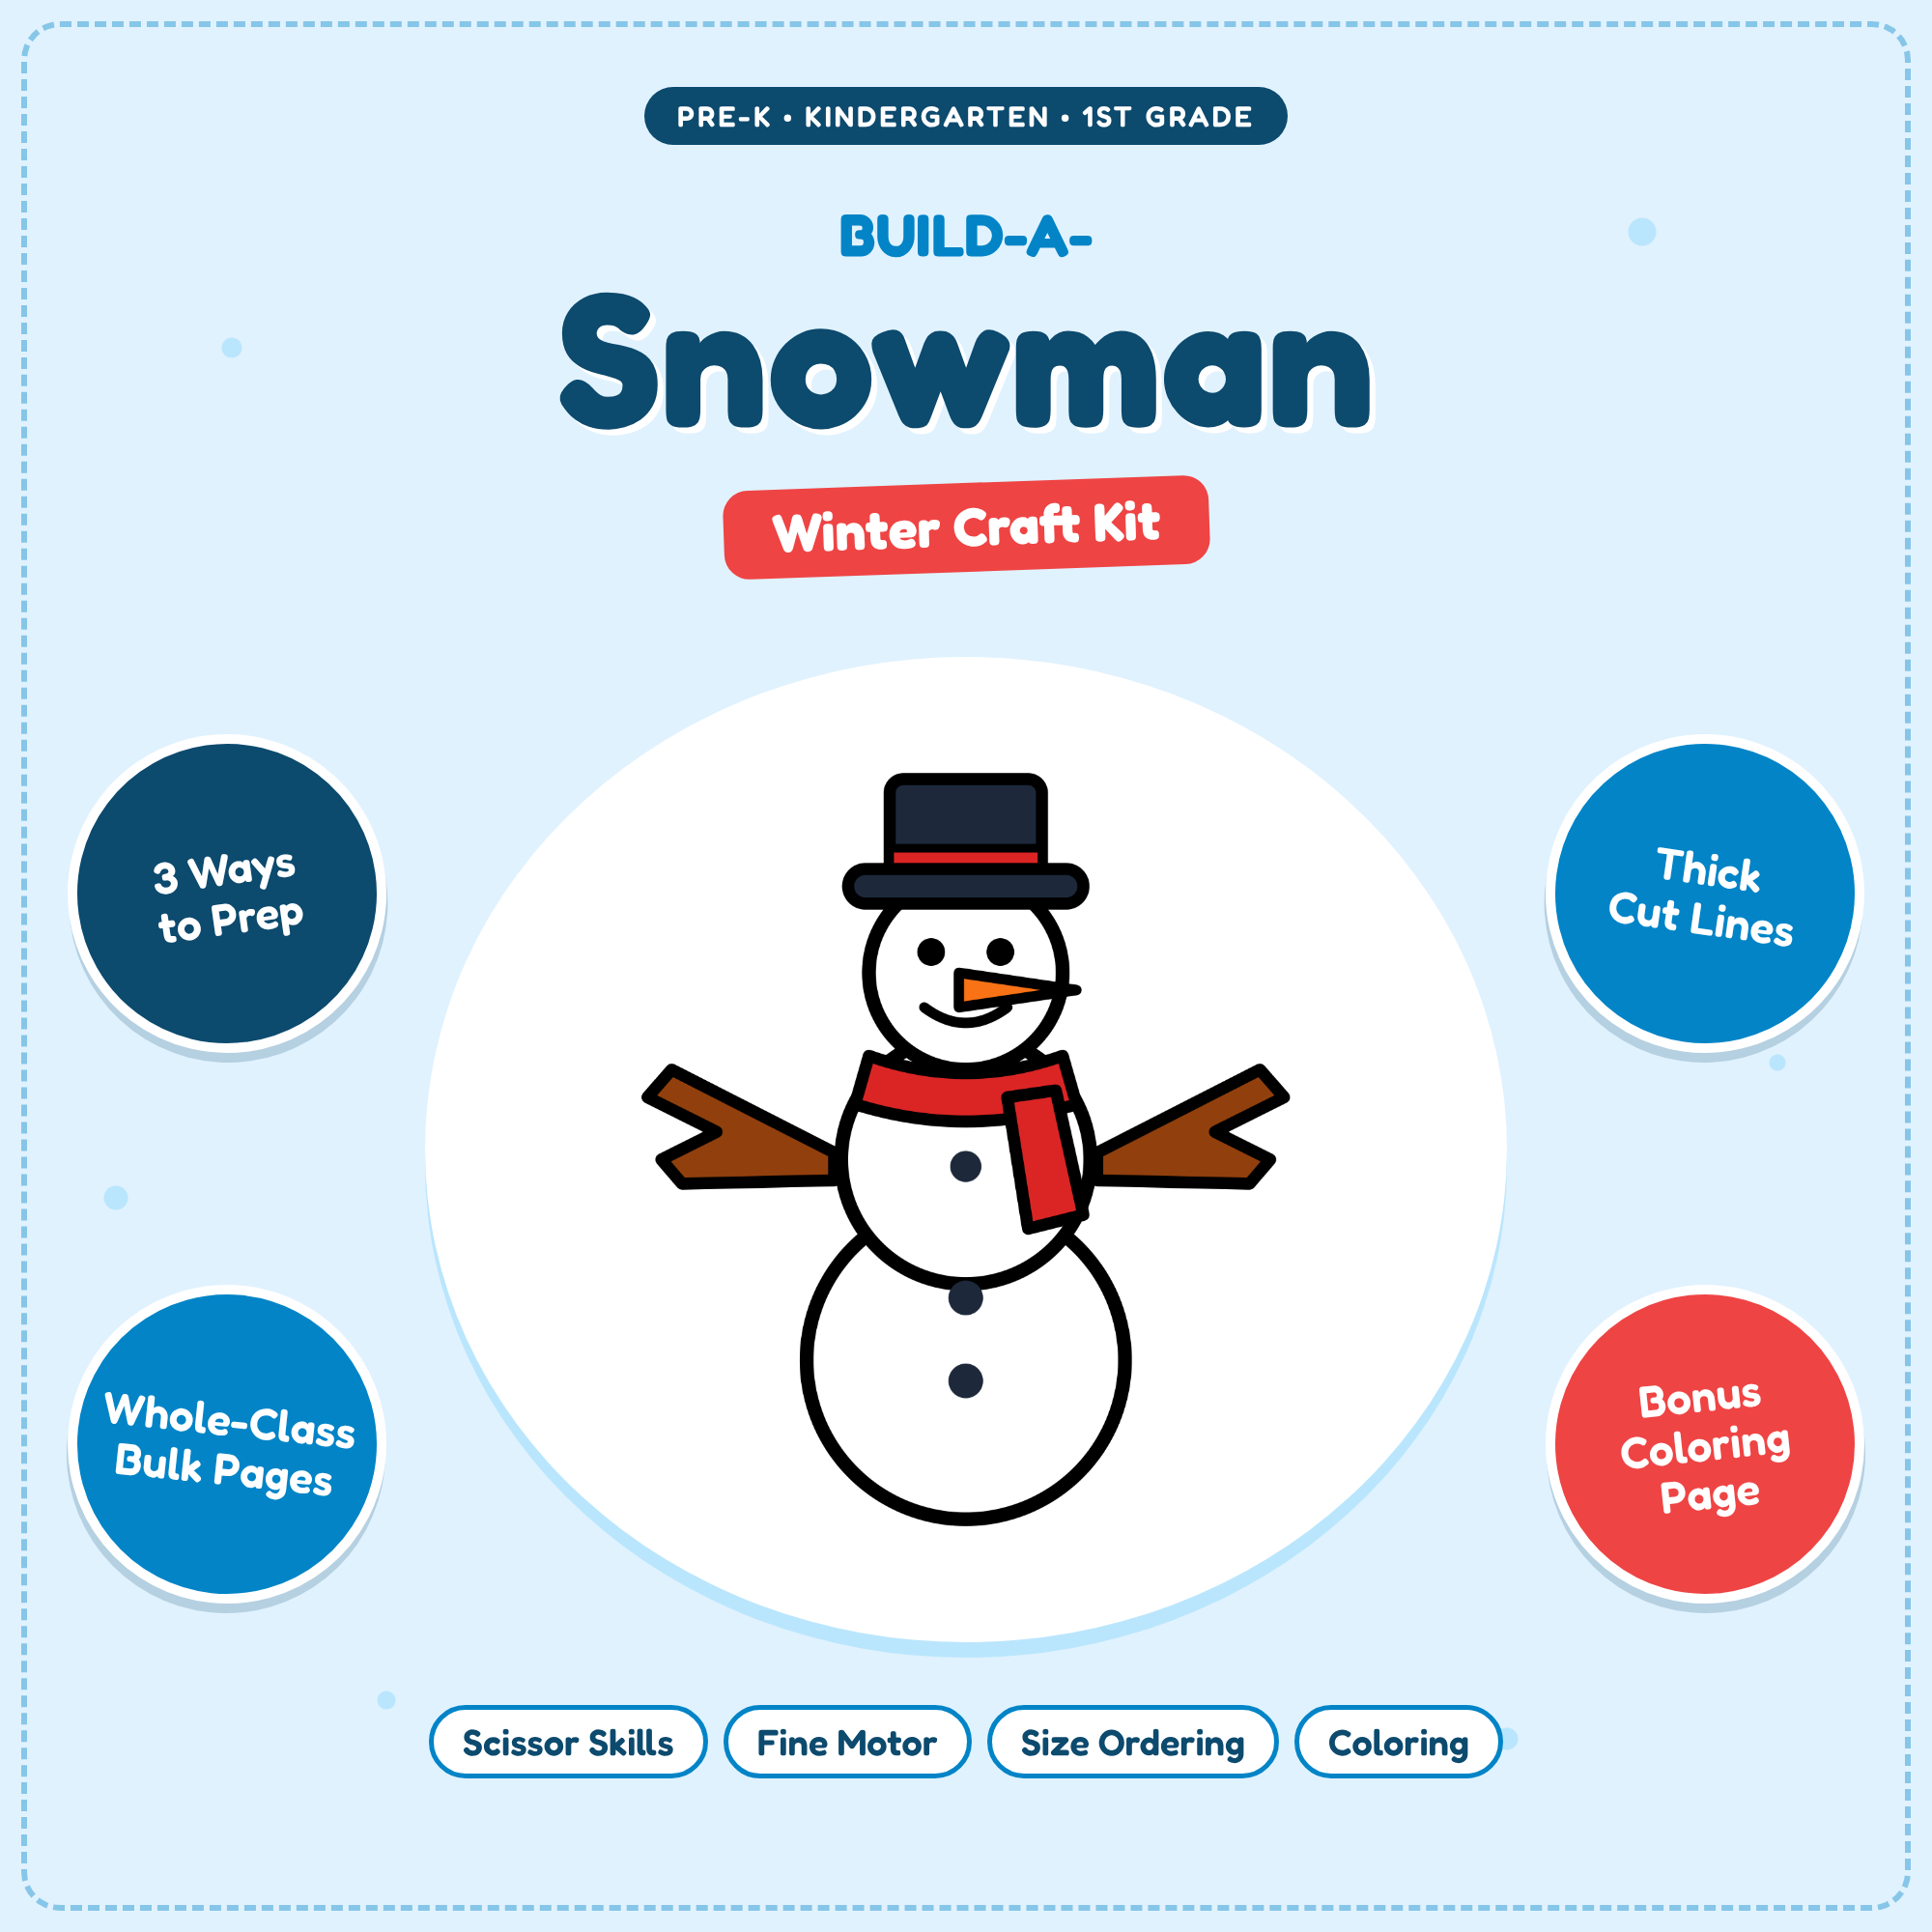 PRE-K • KINDERGARTEN • 1ST GRADE
BUILD-A-
Snowman
Winter Craft Kit
3 Ways
to Prep
Thick
Cut Lines
Whole-Class
Bulk Pages
Bonus
Coloring
Page
Scissor Skills
Fine Motor
Size Ordering
Coloring